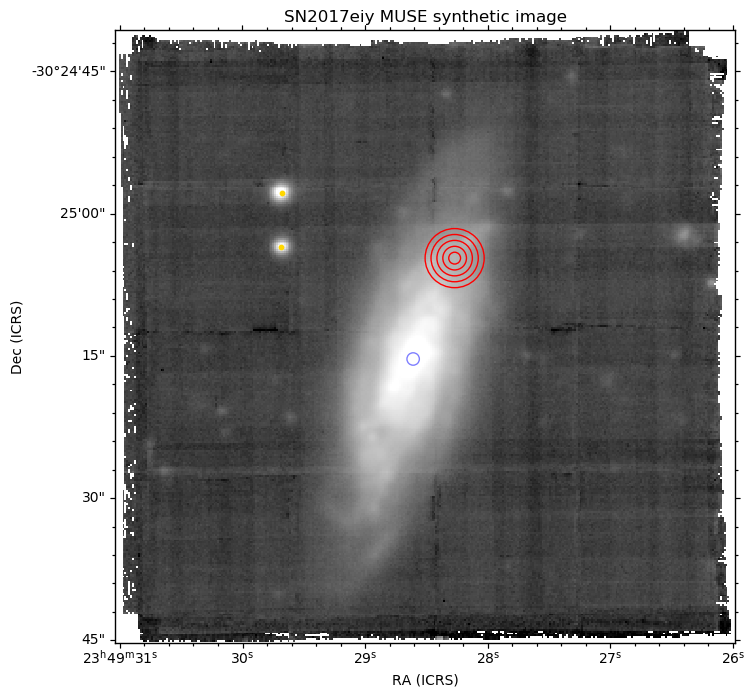 SN2017eiy MUSE synthetic image
-30°24'45"
25'00"
15"
30"
45"
23ʰ49ᵐ31ˢ 30ˢ 29ˢ 28ˢ 27ˢ 26ˢ
RA (ICRS)
Dec (ICRS)